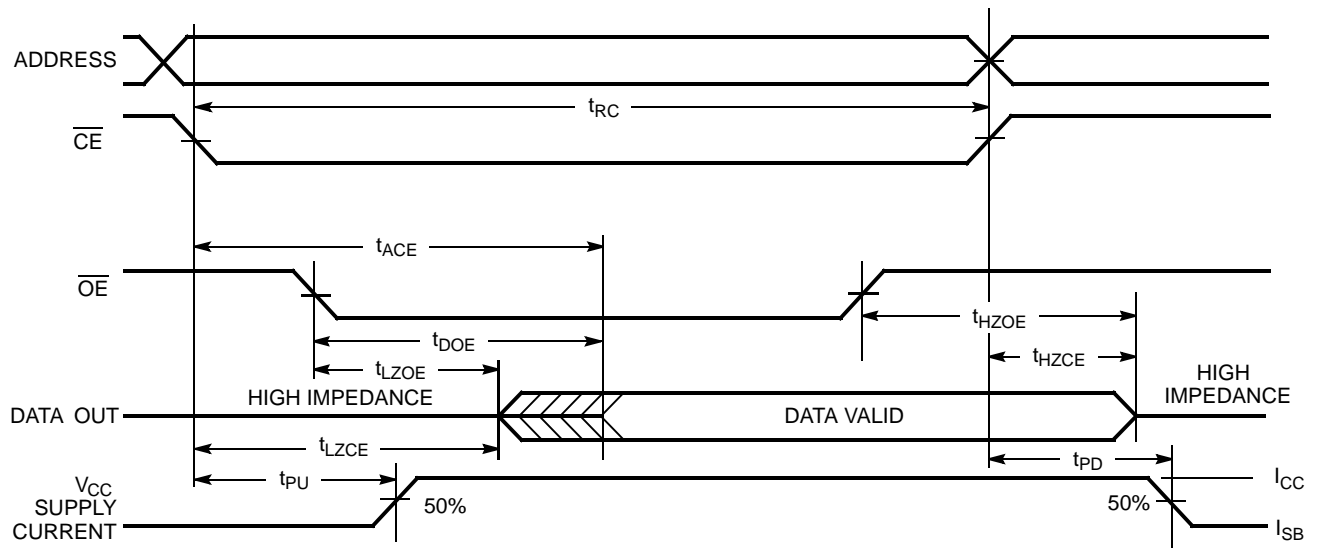 ADDRESS
tRC
CE
tACE
OE
tHZOE
tDOE
tHZCE
tLZOE
HIGH IMPEDANCE
HIGH
IMPEDANCE
DATA OUT
DATA VALID
tLZCE
tPD
tPU
VCC
SUPPLY
CURRENT
50%
50%
ICC
ISB